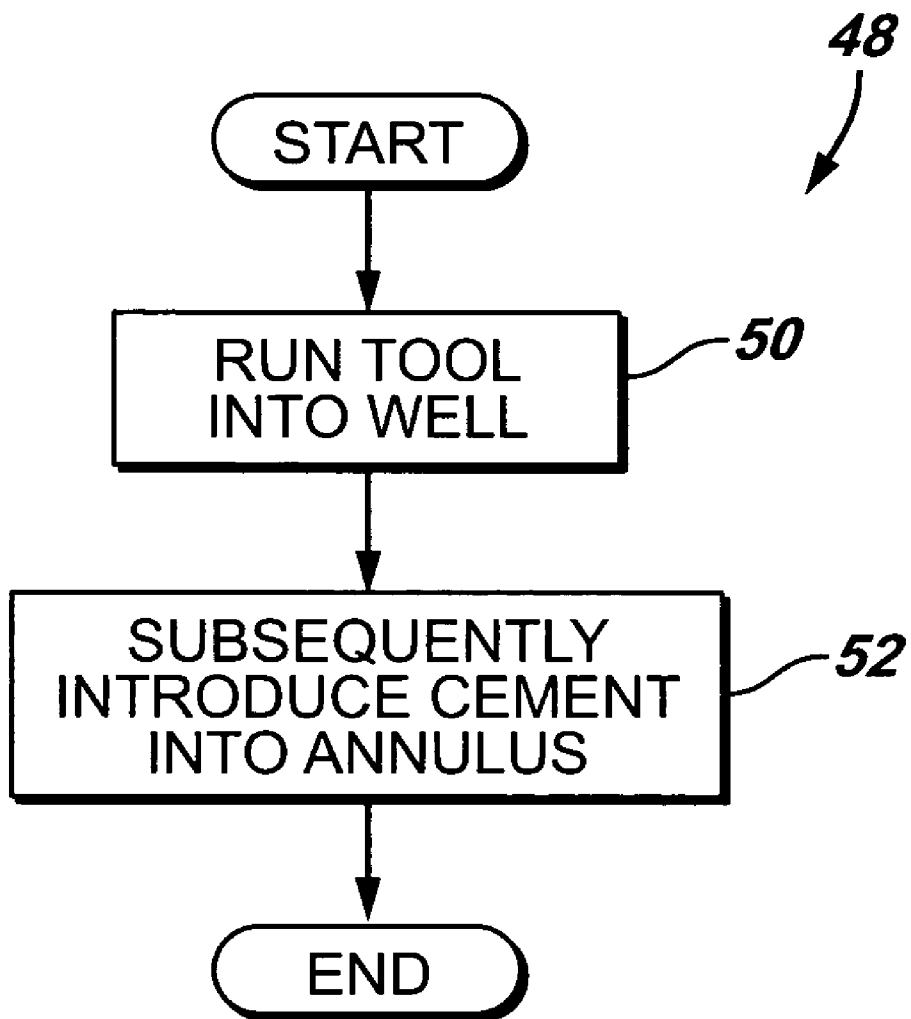 48
START
RUN TOOL
INTO WELL
50
SUBSEQUENTLY
INTRODUCE CEMENT
INTO ANNULUS
52
END